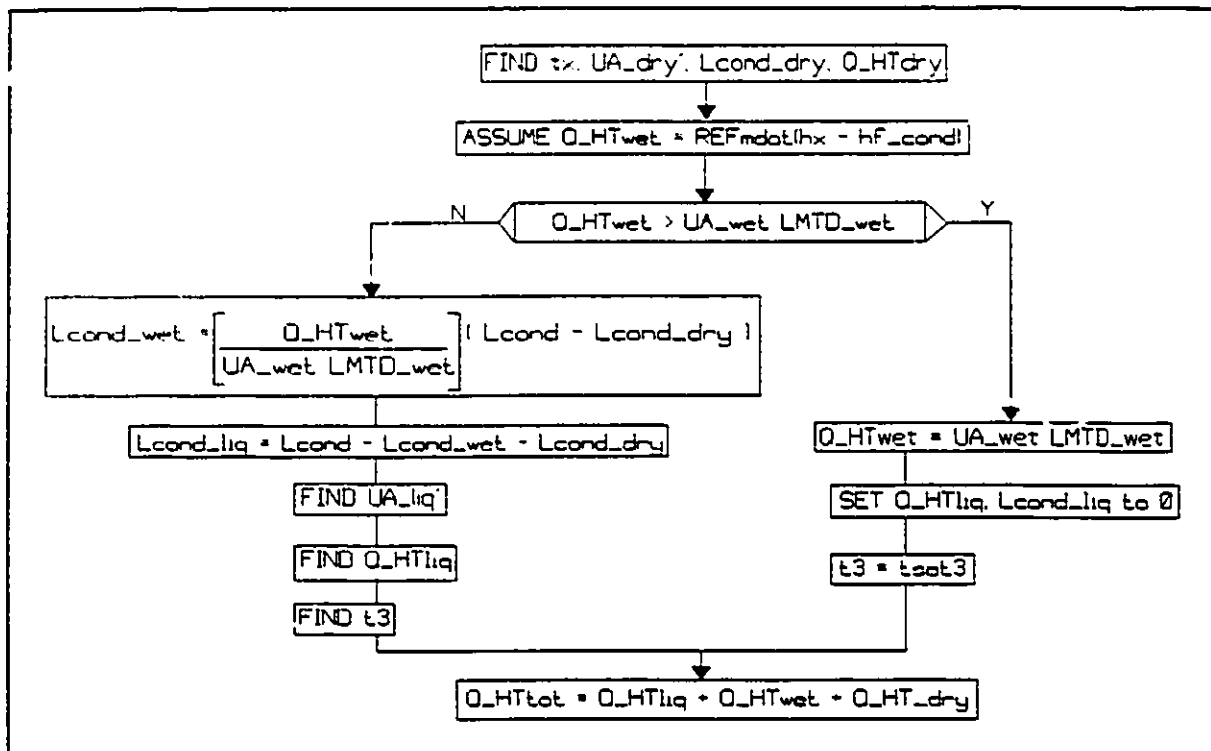 FIND tx, UA_dry', Lcond_dry, Q_HTdry
ASSUME Q_HTwet = REFmdot(hx - hf_cond)
N
Q_HTwet > UA_wet LMTD_wet
Y
Lcond_wet = [ Q_HTwet / UA_wet LMTD_wet ] ( Lcond - Lcond_dry )
Lcond_liq = Lcond - Lcond_wet - Lcond_dry
Q_HTwet = UA_wet LMTD_wet
FIND UA_liq'
SET Q_HTliq, Lcond_liq to 0
FIND Q_HTliq
t3 = tsat3
FIND t3
Q_HTtot = Q_HTliq + Q_HTwet + Q_HT_dry